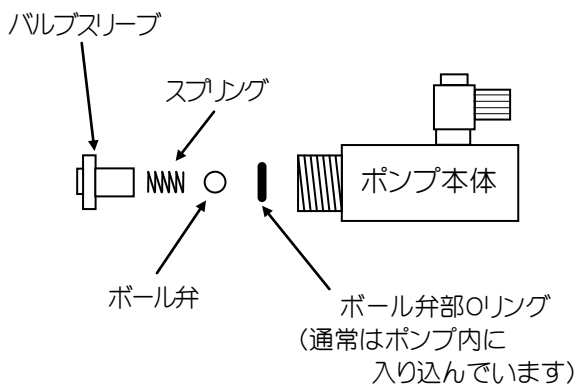 バルブスリーブ
スプリング
ポンプ本体
ボール弁
ボール弁部Oリング
(通常はポンプ内に
入り込んでいます)